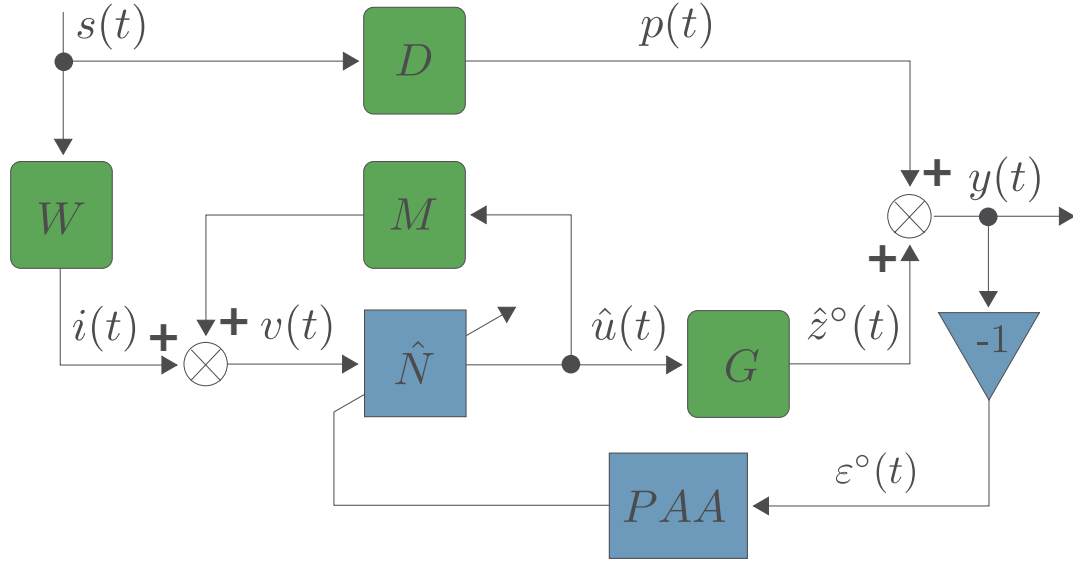 s(t)
D
p(t)
W
M
+
y(t)
+
i(t)
+
+
v(t)
N̂
û(t)
G
ẑ°(t)
-1
PAA
ε°(t)